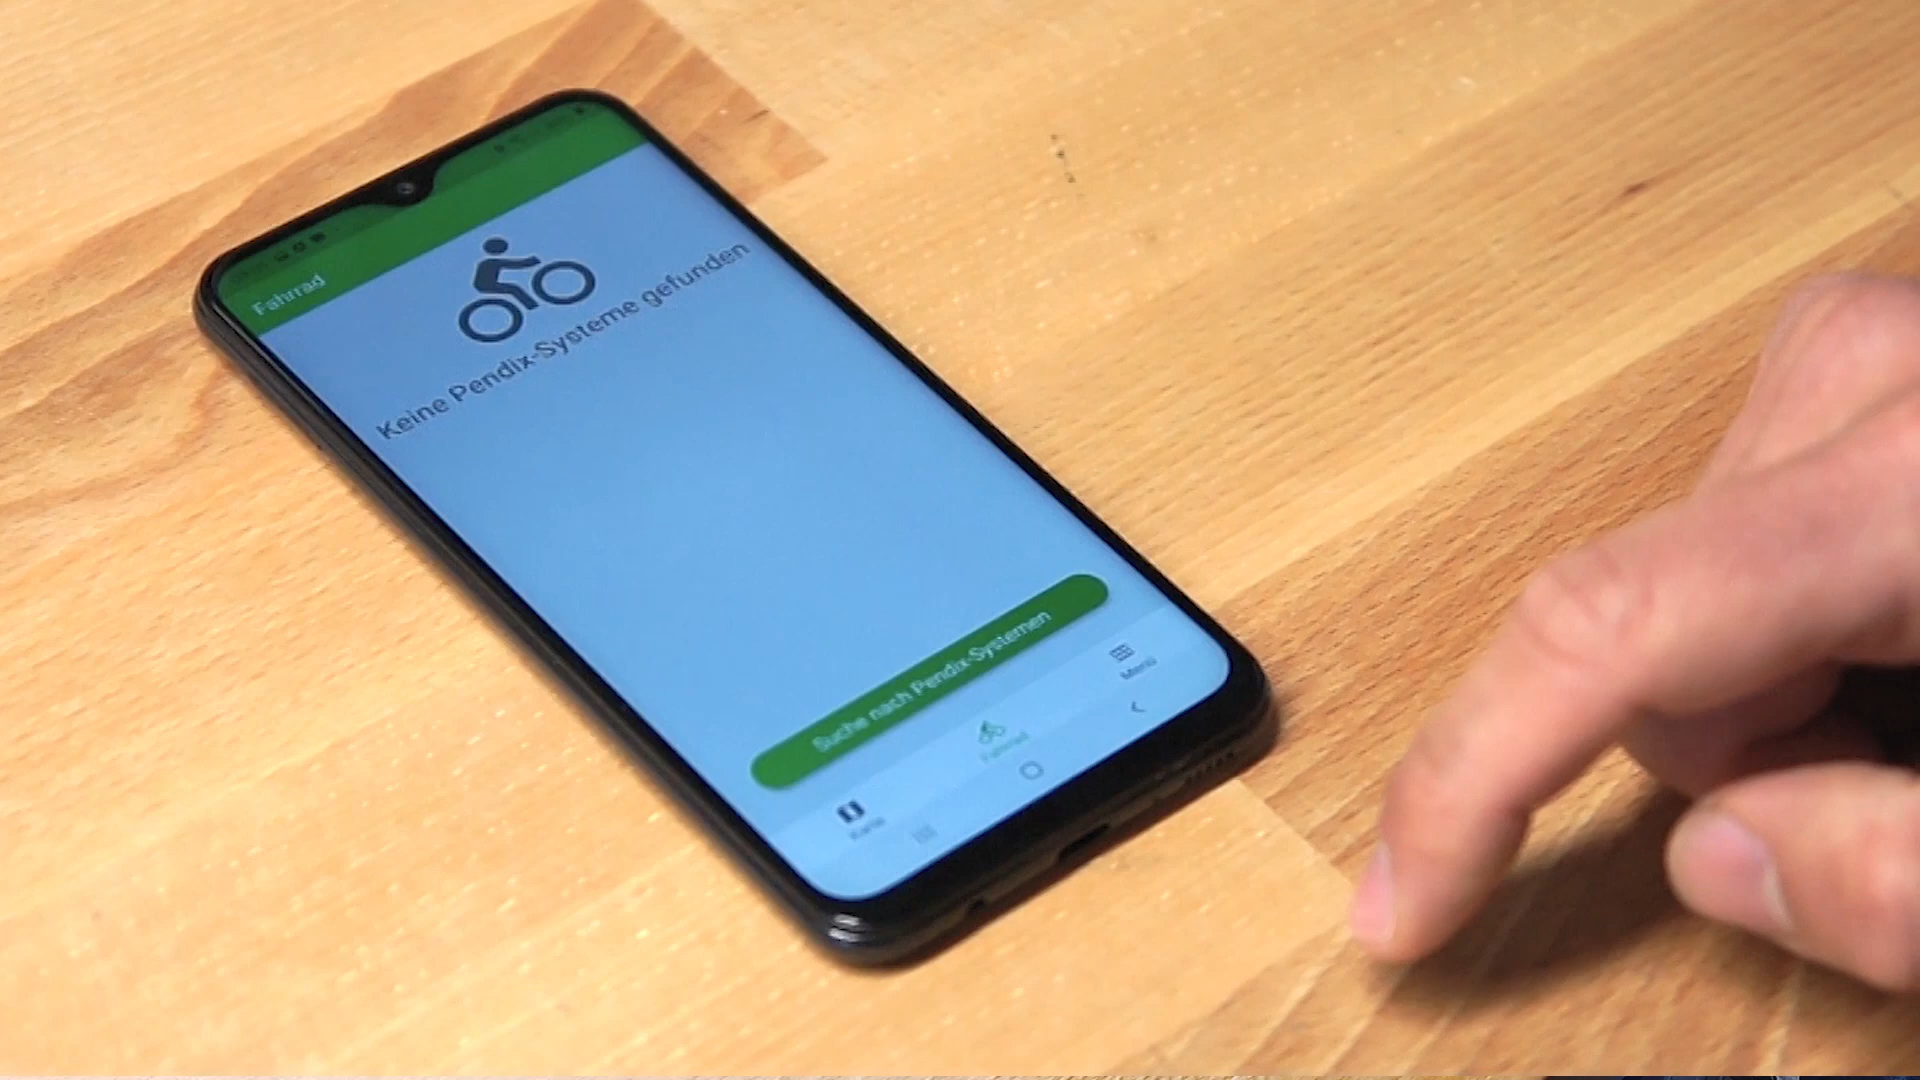 Fahrrad
Keine Pendix-Systeme gefunden
Suche nach Pendix-Systemen
Karte
Fahrrad
Menü